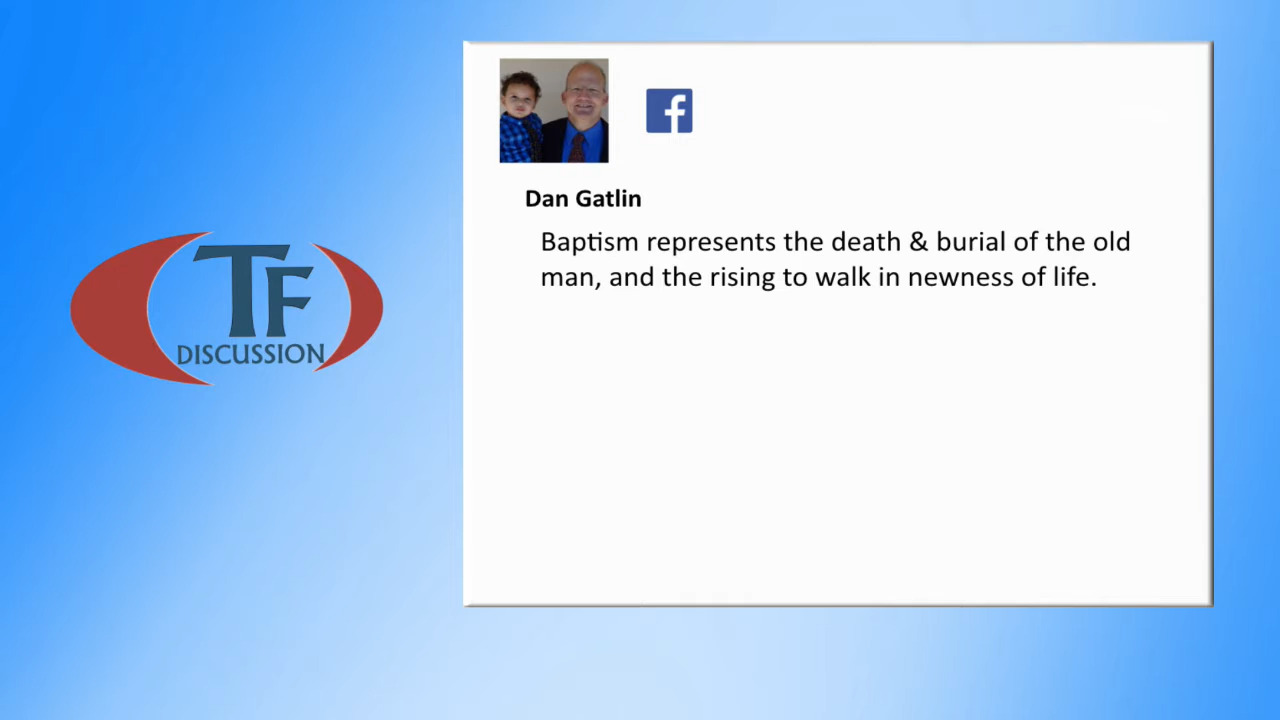 TF
DISCUSSION
Dan Gatlin
Baptism represents the death & burial of the old
man, and the rising to walk in newness of life.